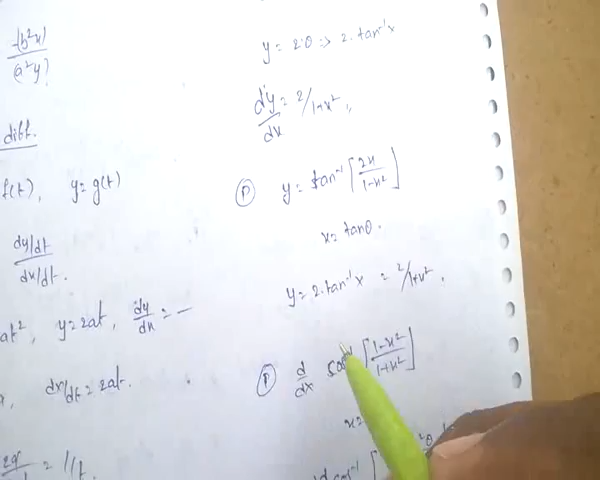 -(b²x)
(a²y)
diff.
f(t), y=g(t)
dy/dt
dx/dt.
at², y=2at, dy/dx = —
dx/dt = 2at.
= 1/t.
y = 2θ => 2.tan⁻¹x
dy/dx = 2/1+x²,
(P) y = tan⁻¹[2x/1-x²]
x = tanθ.
y = 2.tan⁻¹x = 2/1+x²,
(P) d/dx [1-x²/1+x²]
x=